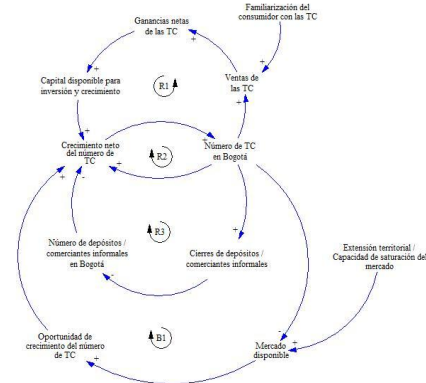 Familiarización del
consumidor con las TC
Ganancias netas
de las TC
+
+
+
Capital disponible para
inversión y crecimiento
R1
Ventas de
las TC
+
+
Crecimiento neto
del número de
TC
R2
+
Número de TC
en Bogotá
+
-
+
R3
+
Número de depósitos /
comerciantes informales
en Bogotá
Cierres de depósitos /
comerciantes informales
-
Extensión territorial /
Capacidad de saturación del
mercado
Oportunidad de
crecimiento del número
de TC
B1
-
Mercado
disponible
+
+